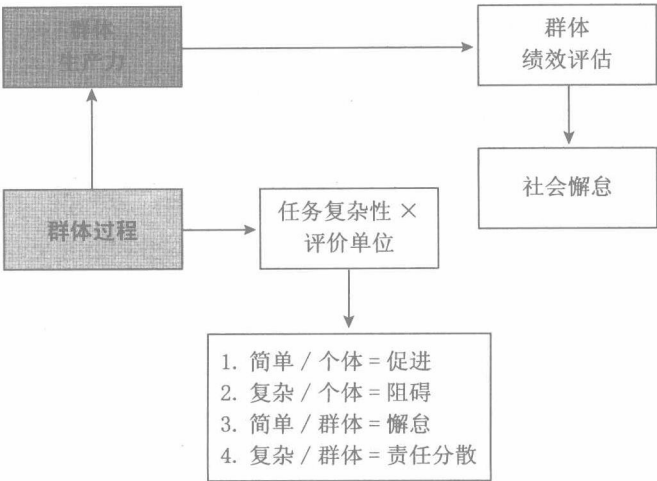 群体
生产力
群体
绩效评估
社会懈怠
群体过程
任务复杂性 ×
评价单位
1. 简单 / 个体 = 促进
2. 复杂 / 个体 = 阻碍
3. 简单 / 群体 = 懈怠
4. 复杂 / 群体 = 责任分散